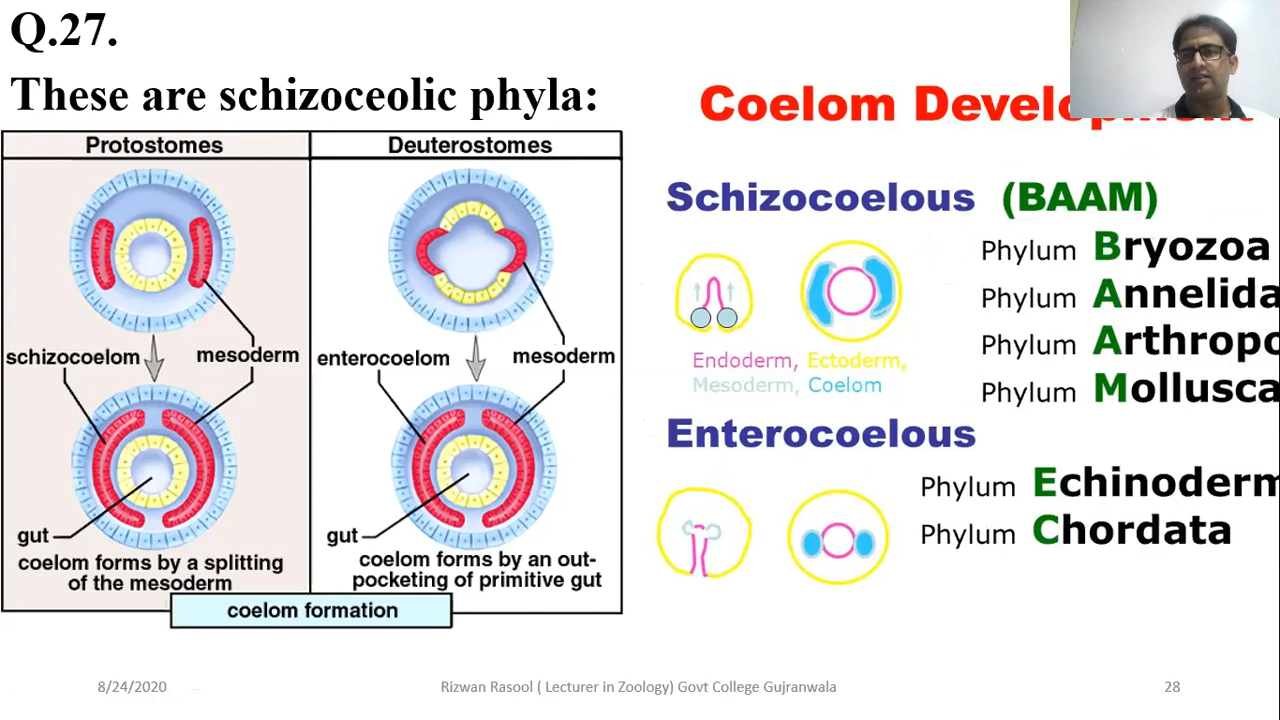 Q.27.
These are schizoceolic phyla:
Protostomes
Deuterostomes
schizocoelom
mesoderm
enterocoelom
mesoderm
gut
coelom forms by a splitting
of the mesoderm
gut
coelom forms by an out-
pocketing of primitive gut
coelom formation
Coelom Development
Schizocoelous (BAAM)
Phylum Bryozoa
Phylum Annelida
Phylum Arthropo
Phylum Mollusca
Endoderm, Ectoderm,
Mesoderm, Coelom
Enterocoelous
Phylum Echinoderm
Phylum Chordata
8/24/2020
Rizwan Rasool ( Lecturer in Zoology) Govt College Gujranwala
28